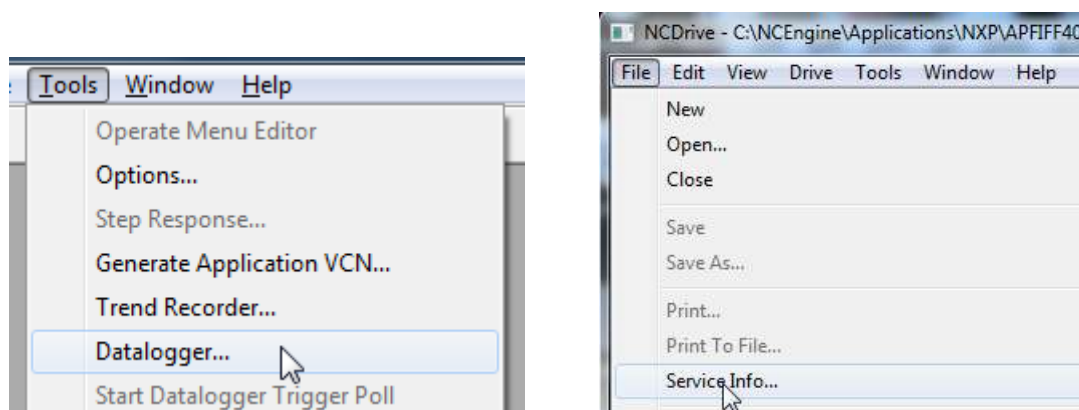 Tools Window Help
Operate Menu Editor
Options...
Step Response...
Generate Application VCN...
Trend Recorder...
Datalogger...
Start Datalogger Trigger Poll
NCDrive - C:\NCEngine\Applications\NXP\APFIFF40
File Edit View Drive Tools Window Help
New
Open...
Close
Save
Save As...
Print...
Print To File...
Service Info...